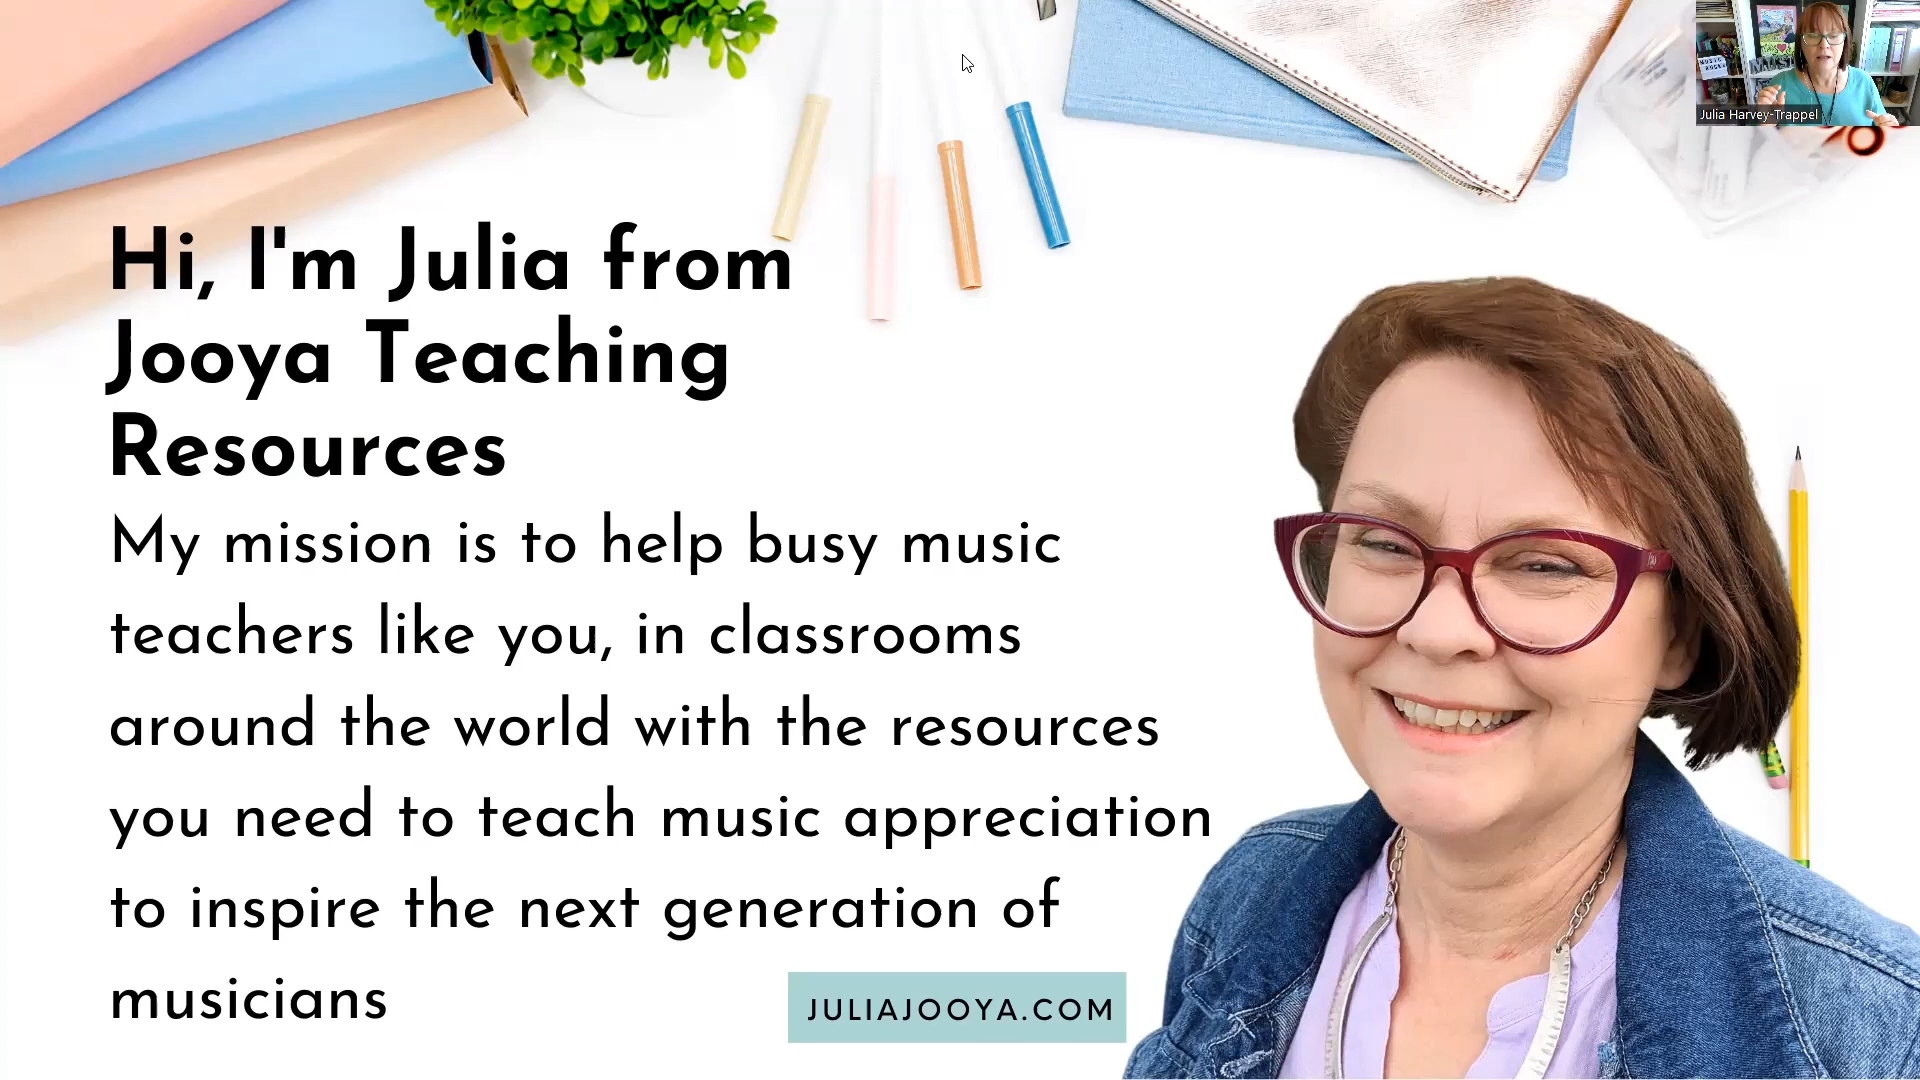 Julia Harvey-Trappel
Hi, I'm Julia from
Jooya Teaching
Resources
My mission is to help busy music
teachers like you, in classrooms
around the world with the resources
you need to teach music appreciation
to inspire the next generation of
musicians
JULIAJOOYA.COM